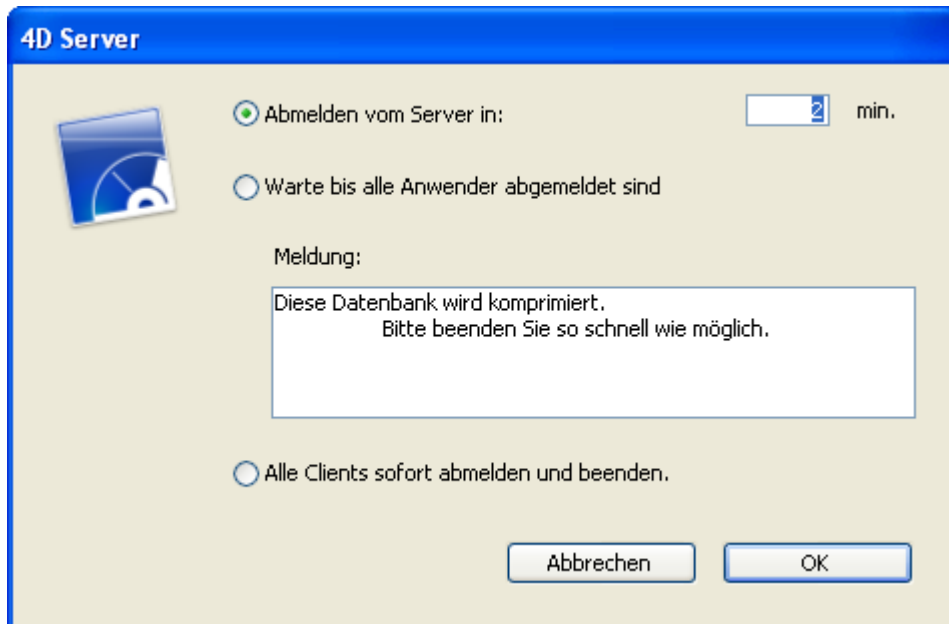 4D Server
Abmelden vom Server in: 2 min.
Warte bis alle Anwender abgemeldet sind
Meldung:
Diese Datenbank wird komprimiert.
Bitte beenden Sie so schnell wie möglich.
Alle Clients sofort abmelden und beenden.
Abbrechen OK